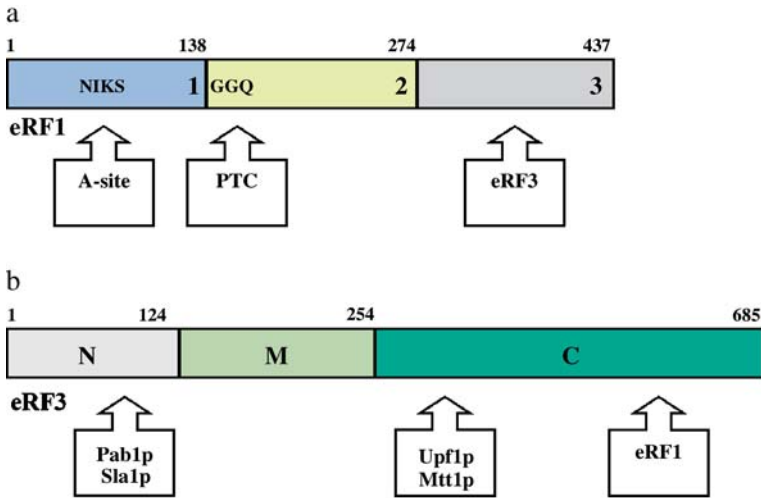 a
1 138 274 437
NIKS 1 GGQ 2 3
eRF1
A-site PTC eRF3
b
1 124 254 685
N M C
eRF3
Pab1p Upf1p eRF1
Sla1p Mtt1p